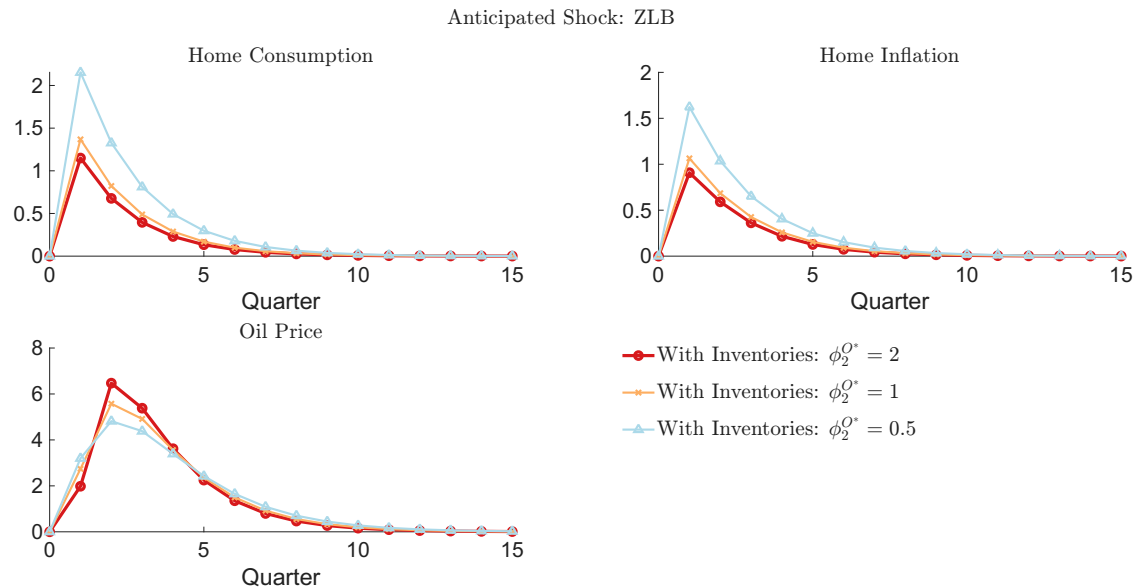 Anticipated Shock: ZLB
Home Consumption
2
1.5
1
0.5
0
0
5
10
15
Quarter
Home Inflation
2
1.5
1
0.5
0
0
5
10
15
Quarter
Oil Price
8
6
4
2
0
0
5
10
15
Quarter
With Inventories: $\phi_2^{O^*} = 2$
With Inventories: $\phi_2^{O^*} = 1$
With Inventories: $\phi_2^{O^*} = 0.5$